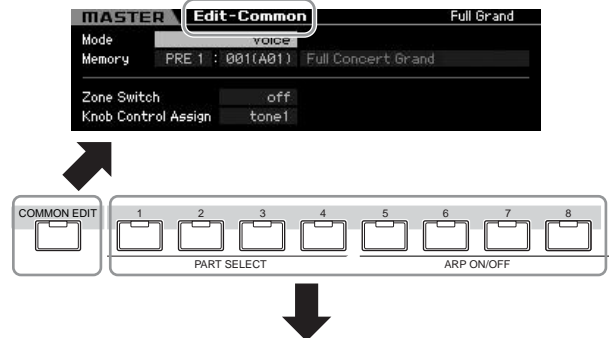 MASTER Edit-Common Full Grand
Mode Voice
Memory PRE 1 : 001(A01) Full Concert Grand
Zone Switch off
Knob Control Assign tone1
COMMON EDIT 1 2 3 4 5 6 7 8
PART SELECT ARP ON/OFF